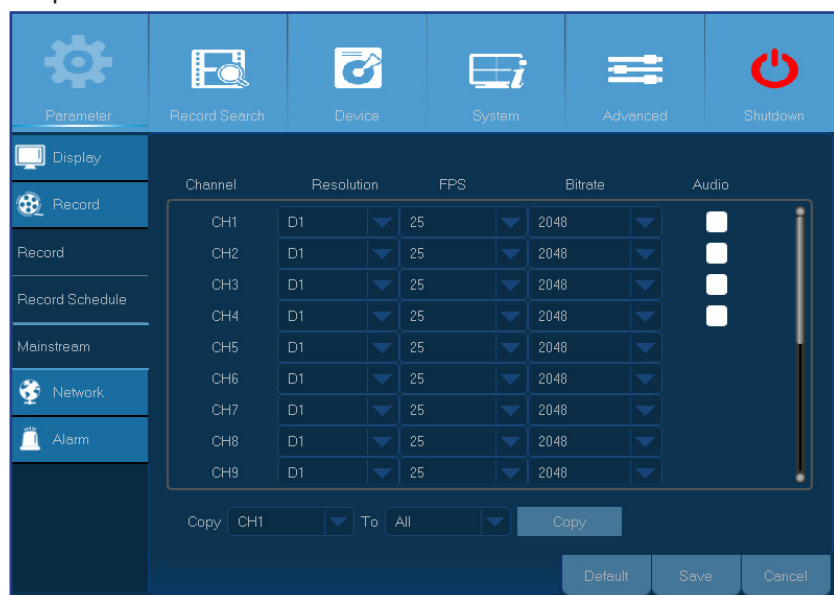 Parameter Record Search Device System Advanced Shutdown
Display
Record
Record
Record Schedule
Mainstream
Network
Alarm
Channel Resolution FPS Bitrate Audio
CH1 D1 25 2048
CH2 D1 25 2048
CH3 D1 25 2048
CH4 D1 25 2048
CH5 D1 25 2048
CH6 D1 25 2048
CH7 D1 25 2048
CH8 D1 25 2048
CH9 D1 25 2048
Copy CH1 To All Copy
Default Save Cancel